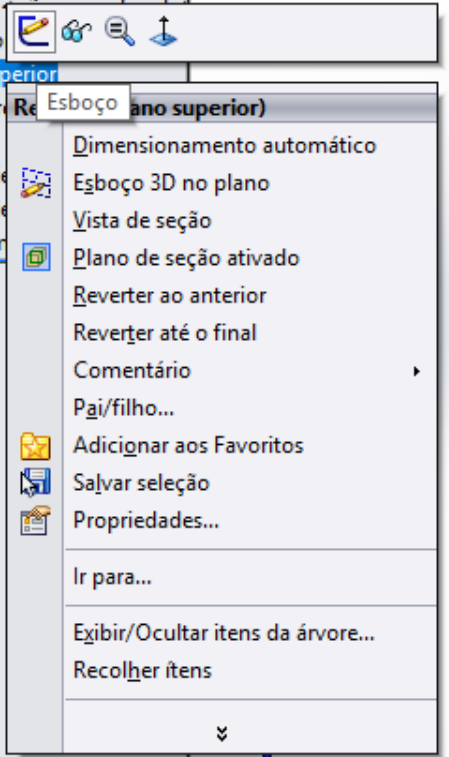 perior
Esboço
Re ano superior)
Dimensionamento automático
Esboço 3D no plano
Vista de seção
Plano de seção ativado
Reverter ao anterior
Reverter até o final
Comentário
Pai/filho...
Adicionar aos Favoritos
Salvar seleção
Propriedades...
Ir para...
Exibir/Ocultar itens da árvore...
Recolher ítens